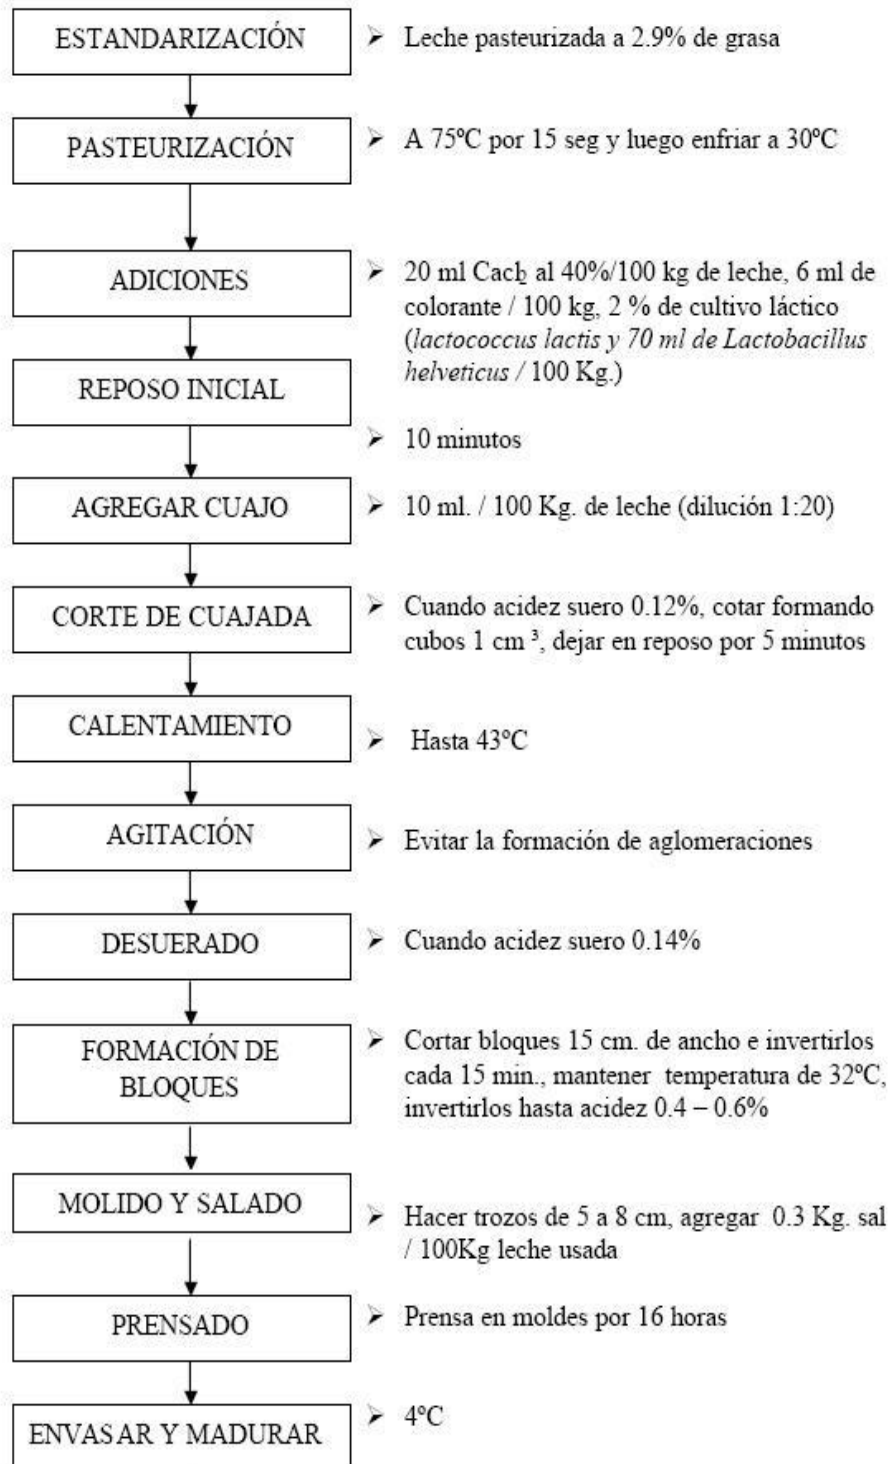 ESTANDARIZACIÓN
➢ Leche pasteurizada a 2.9% de grasa
PASTEURIZACIÓN
➢ A 75ºC por 15 seg y luego enfriar a 30ºC
ADICIONES
➢ 20 ml Cacl₂ al 40%/100 kg de leche, 6 ml de
colorante / 100 kg, 2 % de cultivo láctico
(lactococcus lactis y 70 ml de Lactobacillus
helveticus / 100 Kg.)
REPOSO INICIAL
➢ 10 minutos
AGREGAR CUAJO
➢ 10 ml. / 100 Kg. de leche (dilución 1:20)
CORTE DE CUAJADA
➢ Cuando acidez suero 0.12%, cotar formando
cubos 1 cm ³, dejar en reposo por 5 minutos
CALENTAMIENTO
➢ Hasta 43ºC
AGITACIÓN
➢ Evitar la formación de aglomeraciones
DESUERADO
➢ Cuando acidez suero 0.14%
FORMACIÓN DE
BLOQUES
➢ Cortar bloques 15 cm. de ancho e invertirlos
cada 15 min., mantener temperatura de 32ºC,
invertirlos hasta acidez 0.4 – 0.6%
MOLIDO Y SALADO
➢ Hacer trozos de 5 a 8 cm, agregar 0.3 Kg. sal
/ 100Kg leche usada
PRENSADO
➢ Prensa en moldes por 16 horas
ENVASAR Y MADURAR
➢ 4ºC